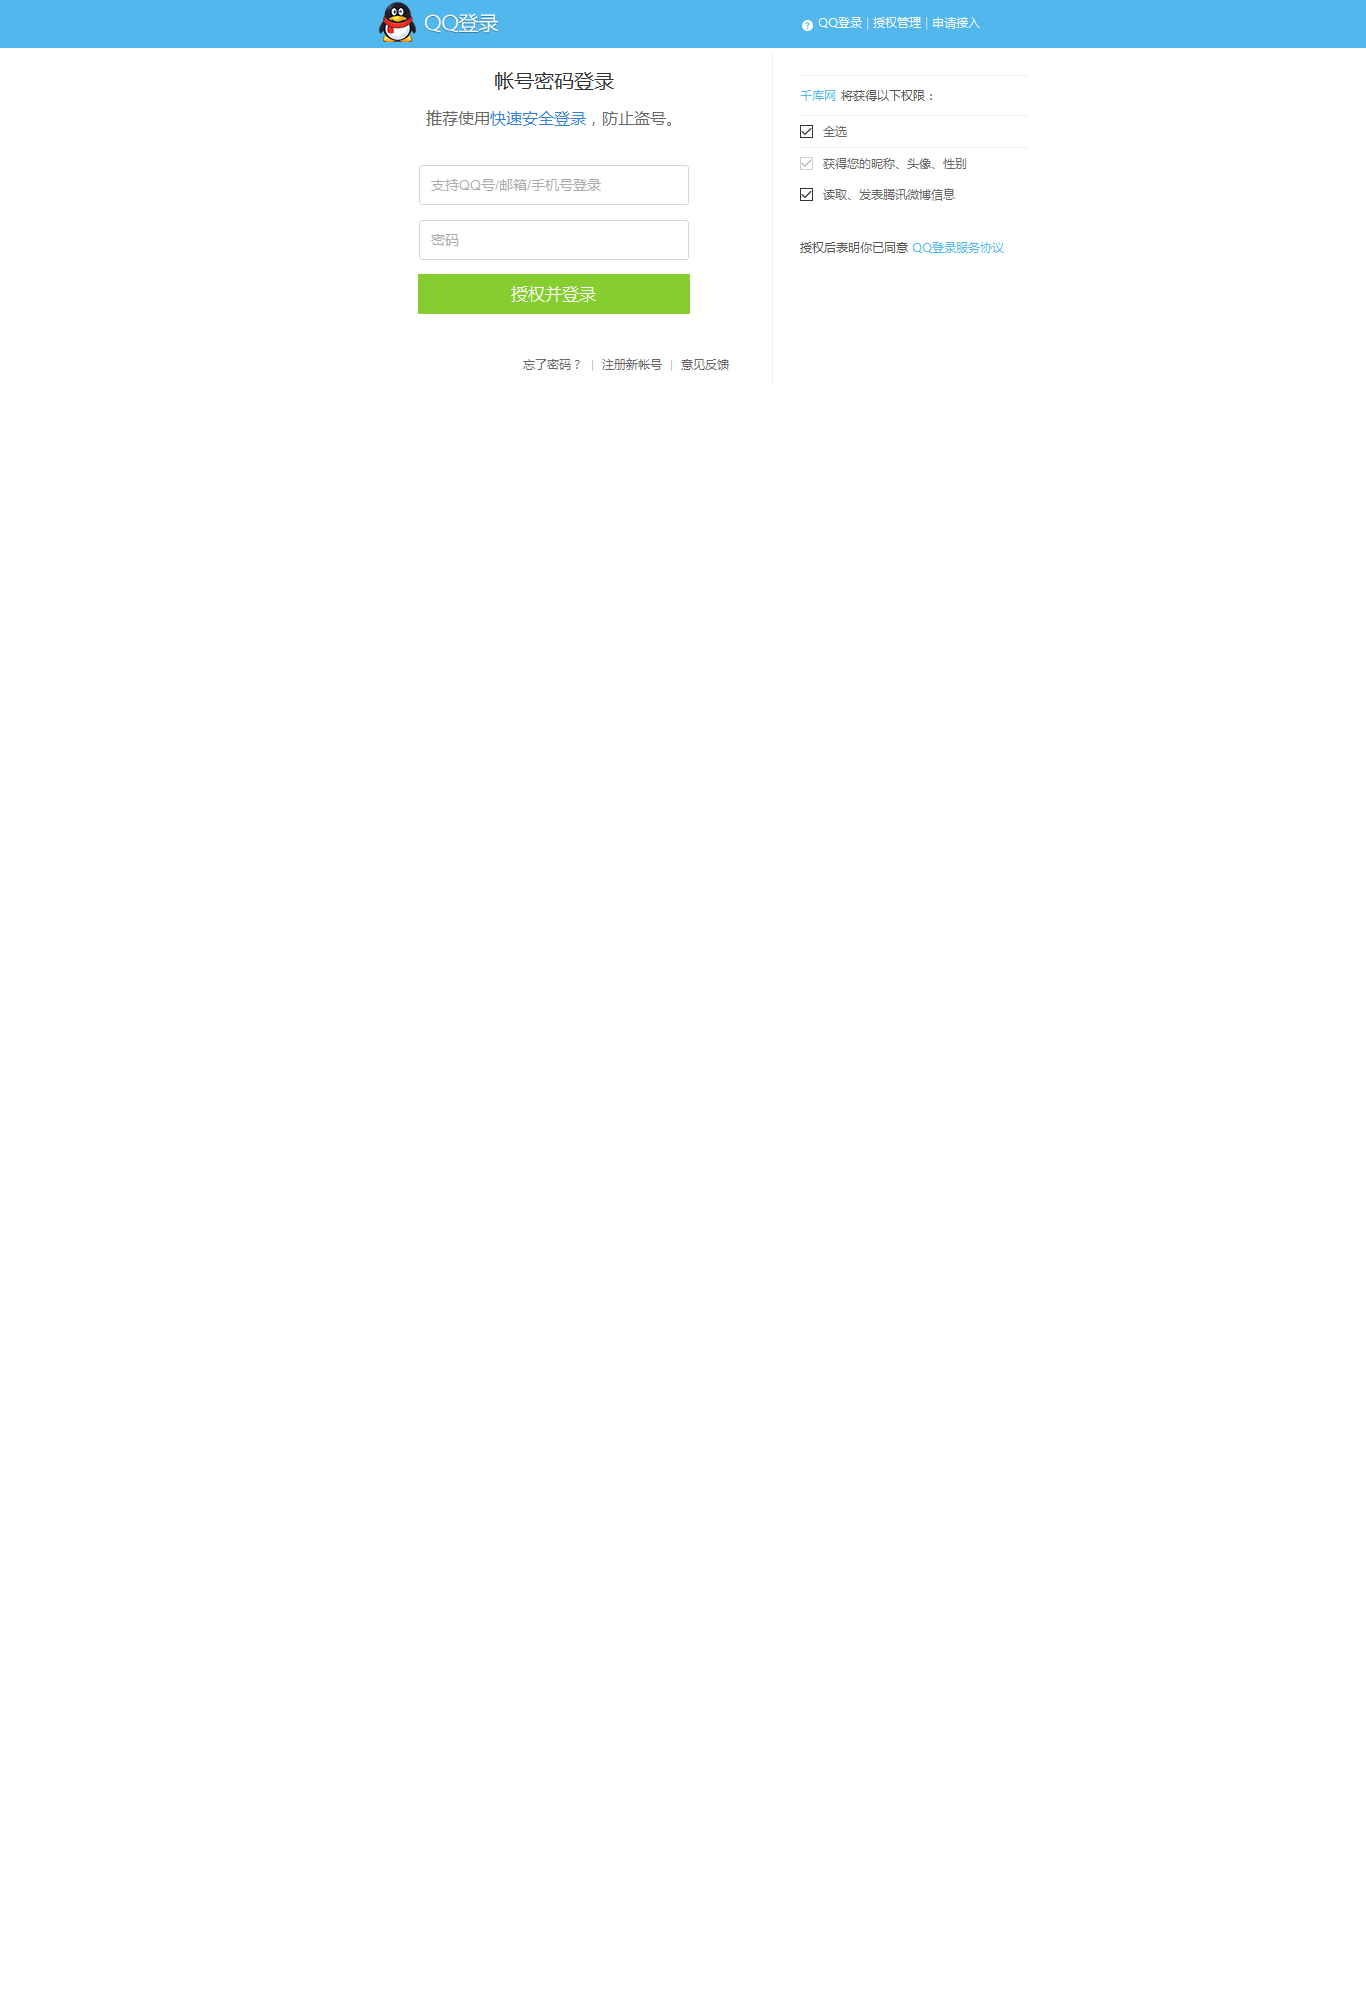 QQ登录
QQ登录 | 授权管理 | 申请接入
帐号密码登录
推荐使用快速安全登录，防止盗号。
支持QQ号/邮箱/手机号登录
密码
授权并登录
忘了密码？ | 注册新帐号 | 意见反馈
千库网 将获得以下权限：
全选
获得您的昵称、头像、性别
读取、发表腾讯微博信息
授权后表明你已同意 QQ登录服务协议